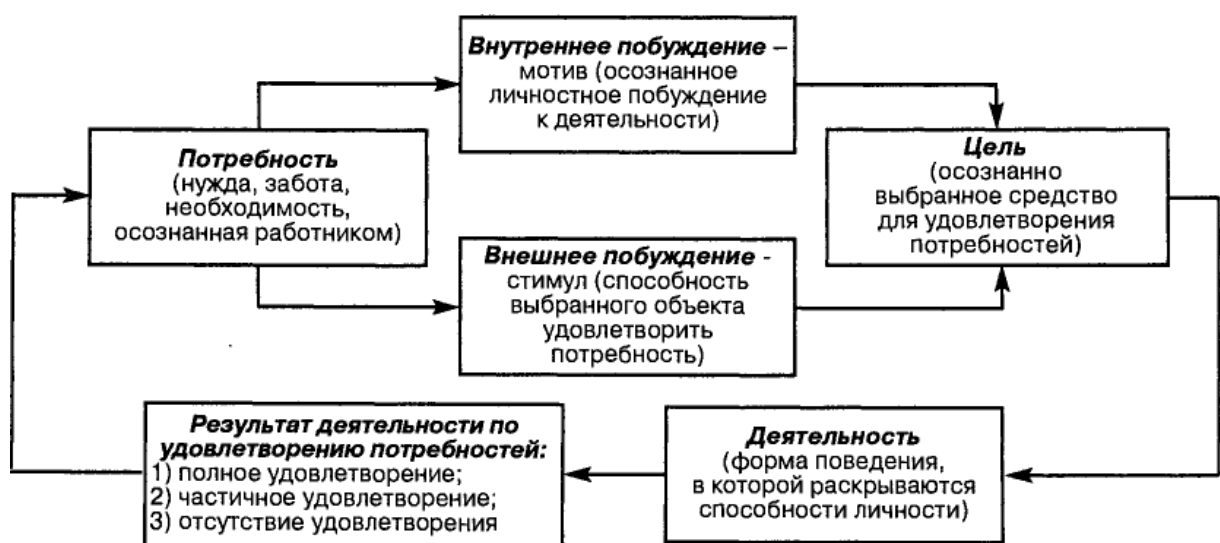 Внутреннее побуждение –
мотив (осознанное
личностное побуждение
к деятельности)
Потребность
(нужда, забота,
необходимость,
осознанная работником)
Цель
(осознанно
выбранное средство
для удовлетворения
потребностей)
Внешнее побуждение -
стимул (способность
выбранного объекта
удовлетворить
потребность)
Результат деятельности по
удовлетворению потребностей:
1) полное удовлетворение;
2) частичное удовлетворение;
3) отсутствие удовлетворения
Деятельность
(форма поведения,
в которой раскрываются
способности личности)